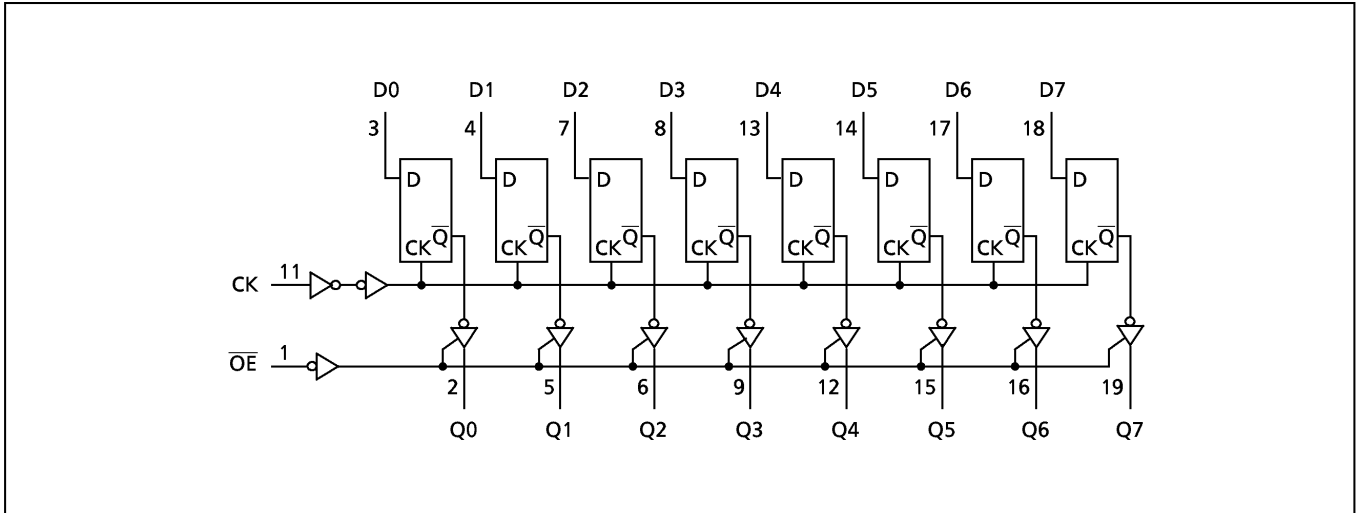 D0 D1 D2 D3 D4 D5 D6 D7
3 4 7 8 13 14 17 18
D D D D D D D D
Q̅ Q̅ Q̅ Q̅ Q̅ Q̅ Q̅ Q̅
CK CK CK CK CK CK CK CK
CK 11
O̅E̅ 1
2 5 6 9 12 15 16 19
Q0 Q1 Q2 Q3 Q4 Q5 Q6 Q7